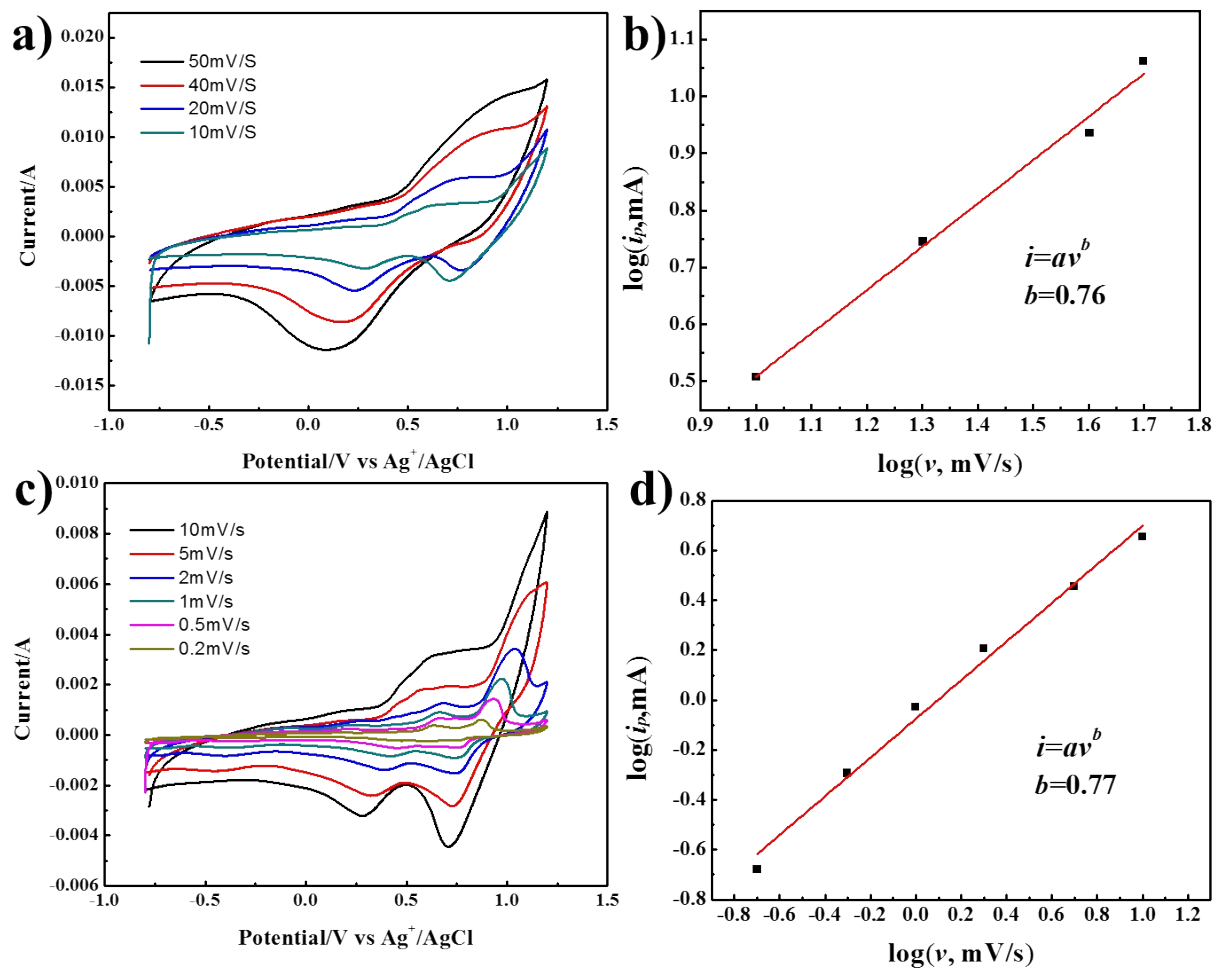 a)
50mV/S
40mV/S
20mV/S
10mV/S
0.020
0.015
0.010
0.005
0.000
-0.005
-0.010
-0.015
Current/A
-1.0 -0.5 0.0 0.5 1.0 1.5
Potential/V vs Ag⁺/AgCl
b)
1.1
1.0
0.9
0.8
0.7
0.6
0.5
log(iₚ,mA)
i=avᵇ
b=0.76
0.9 1.0 1.1 1.2 1.3 1.4 1.5 1.6 1.7 1.8
log(v, mV/s)
c)
10mV/s
5mV/s
2mV/s
1mV/s
0.5mV/s
0.2mV/s
0.010
0.008
0.006
0.004
0.002
0.000
-0.002
-0.004
-0.006
Current/A
-1.0 -0.5 0.0 0.5 1.0 1.5
Potential/V vs Ag⁺/AgCl
d)
0.8
0.6
0.4
0.2
0.0
-0.2
-0.4
-0.6
-0.8
log(iₚ,mA)
i=avᵇ
b=0.77
-0.8 -0.6 -0.4 -0.2 0.0 0.2 0.4 0.6 0.8 1.0 1.2
log(v, mV/s)